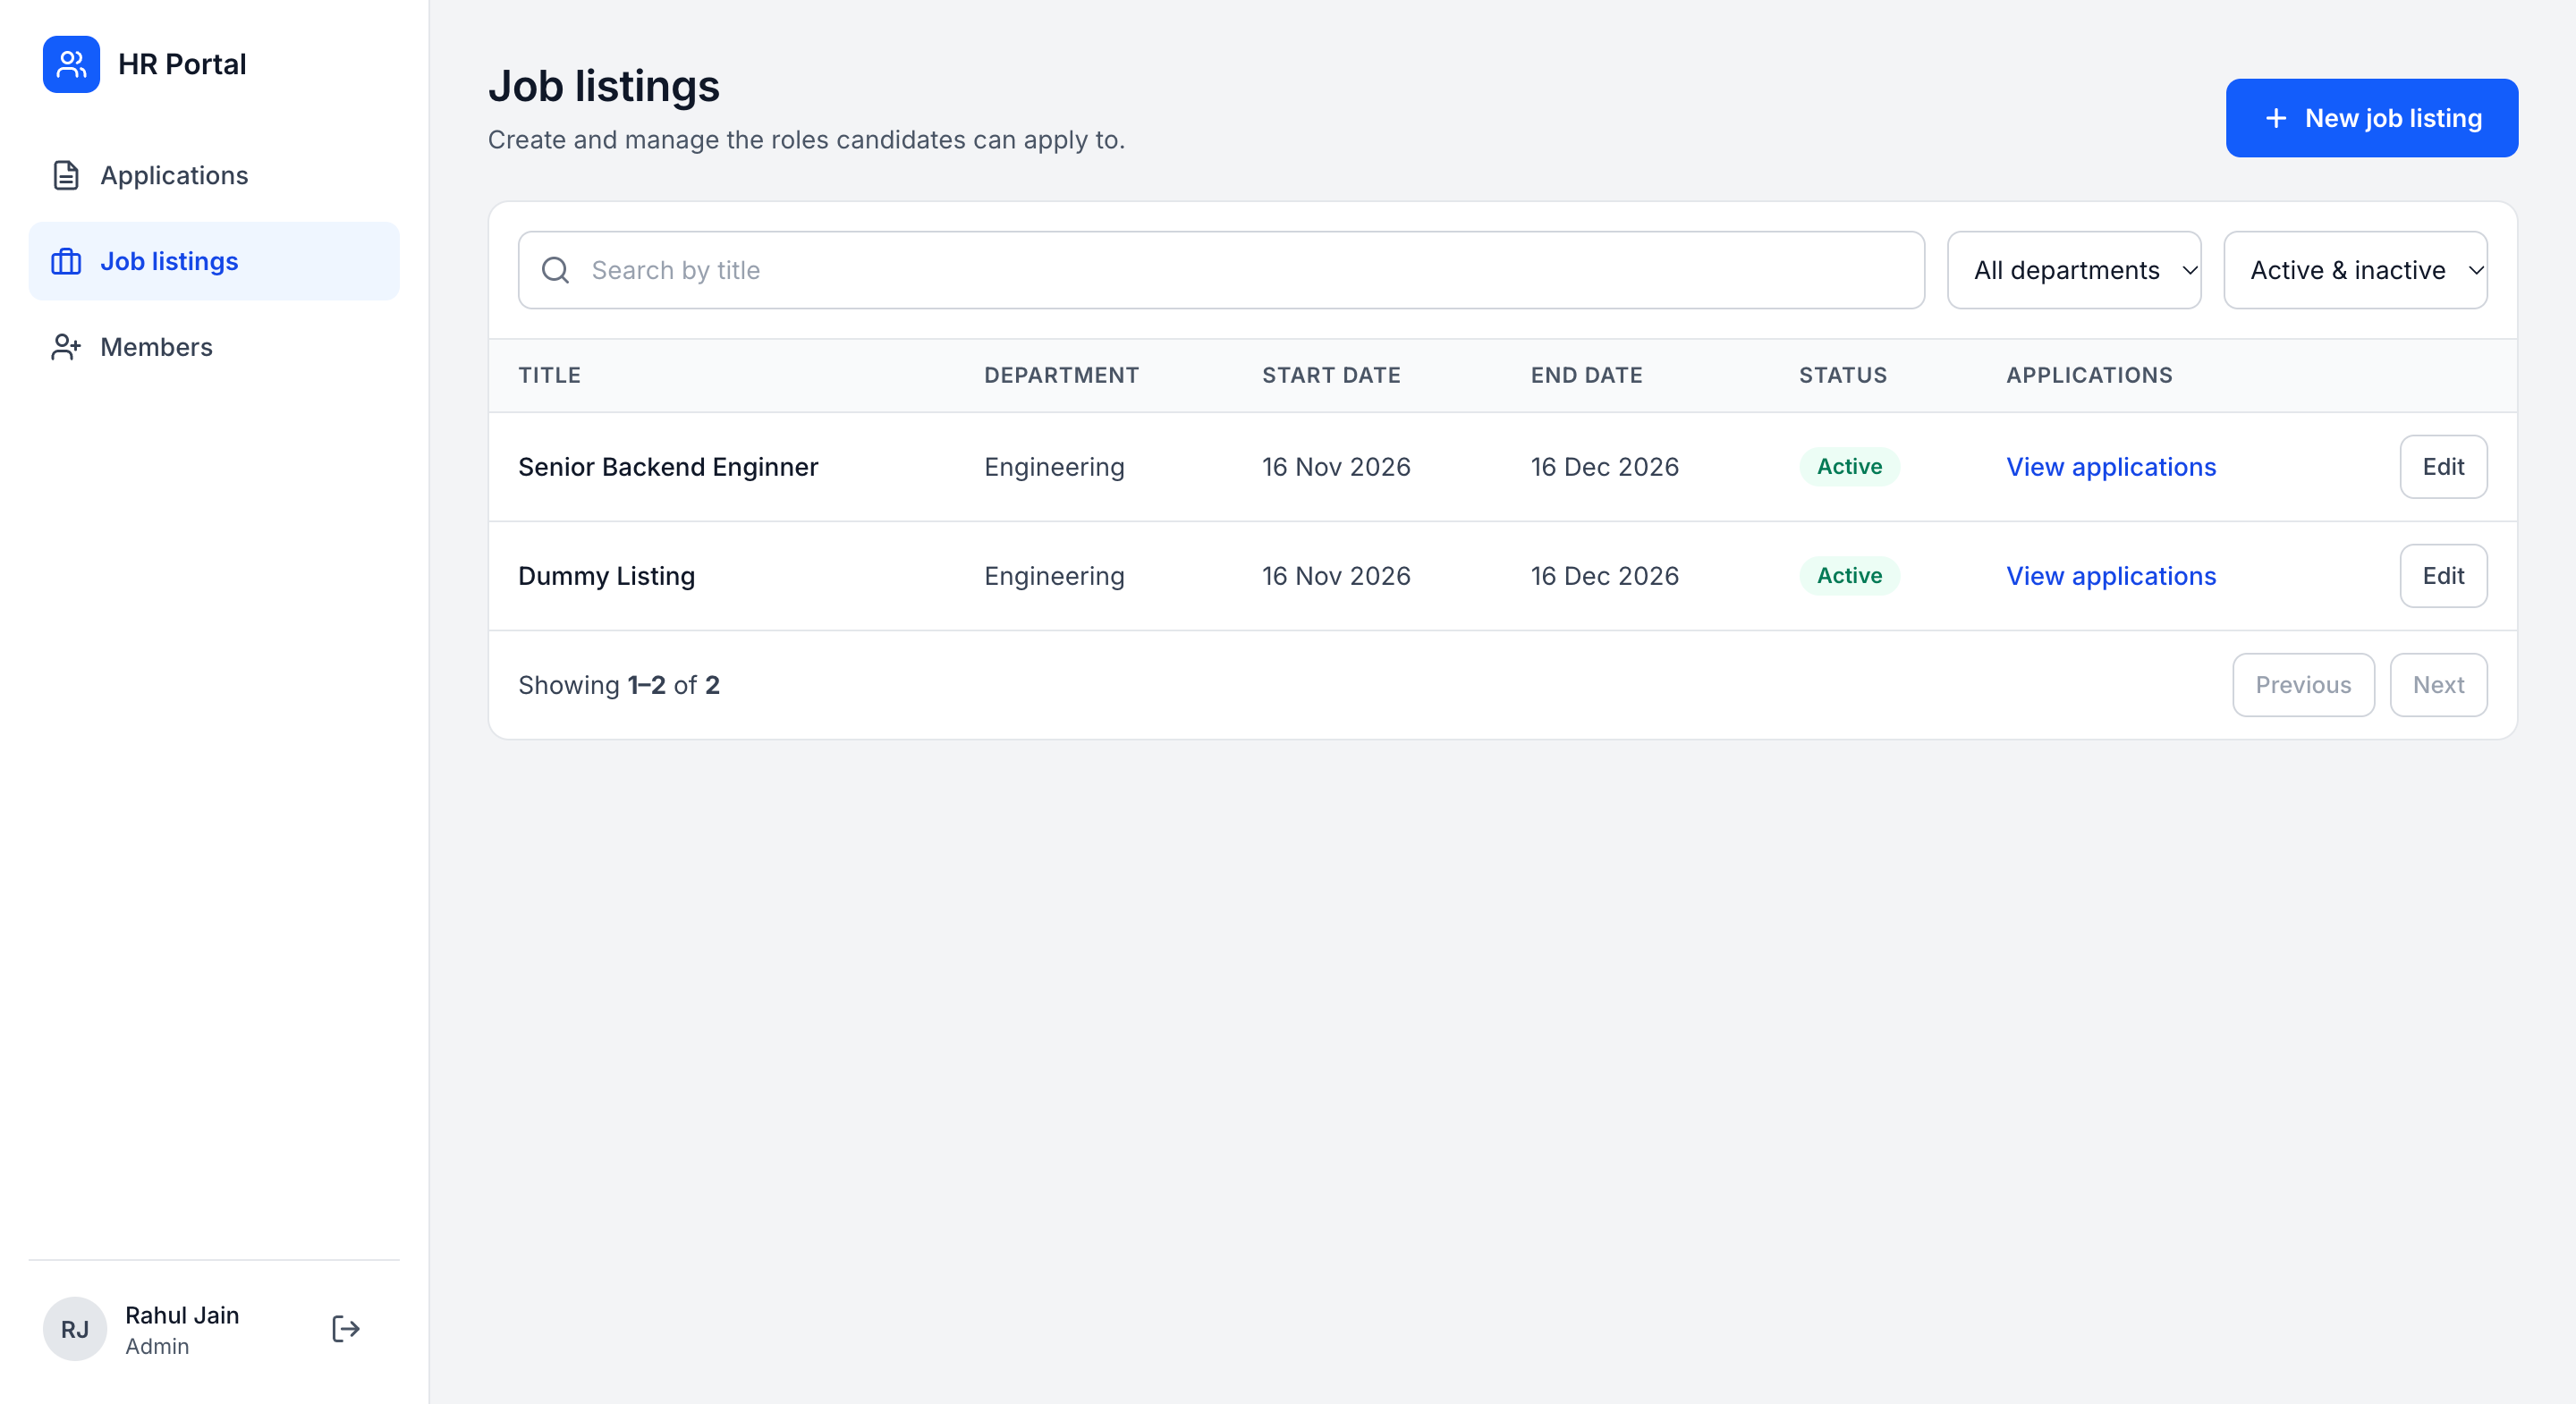 HR Portal
Applications
Job listings
Members
Job listings
Create and manage the roles candidates can apply to.
New job listing
Search by title
All departments
Active & inactive
TITLE DEPARTMENT START DATE END DATE STATUS APPLICATIONS
Senior Backend Enginner Engineering 16 Nov 2026 16 Dec 2026 Active View applications Edit
Dummy Listing Engineering 16 Nov 2026 16 Dec 2026 Active View applications Edit
Showing 1–2 of 2 Previous Next
RJ
Rahul Jain
Admin